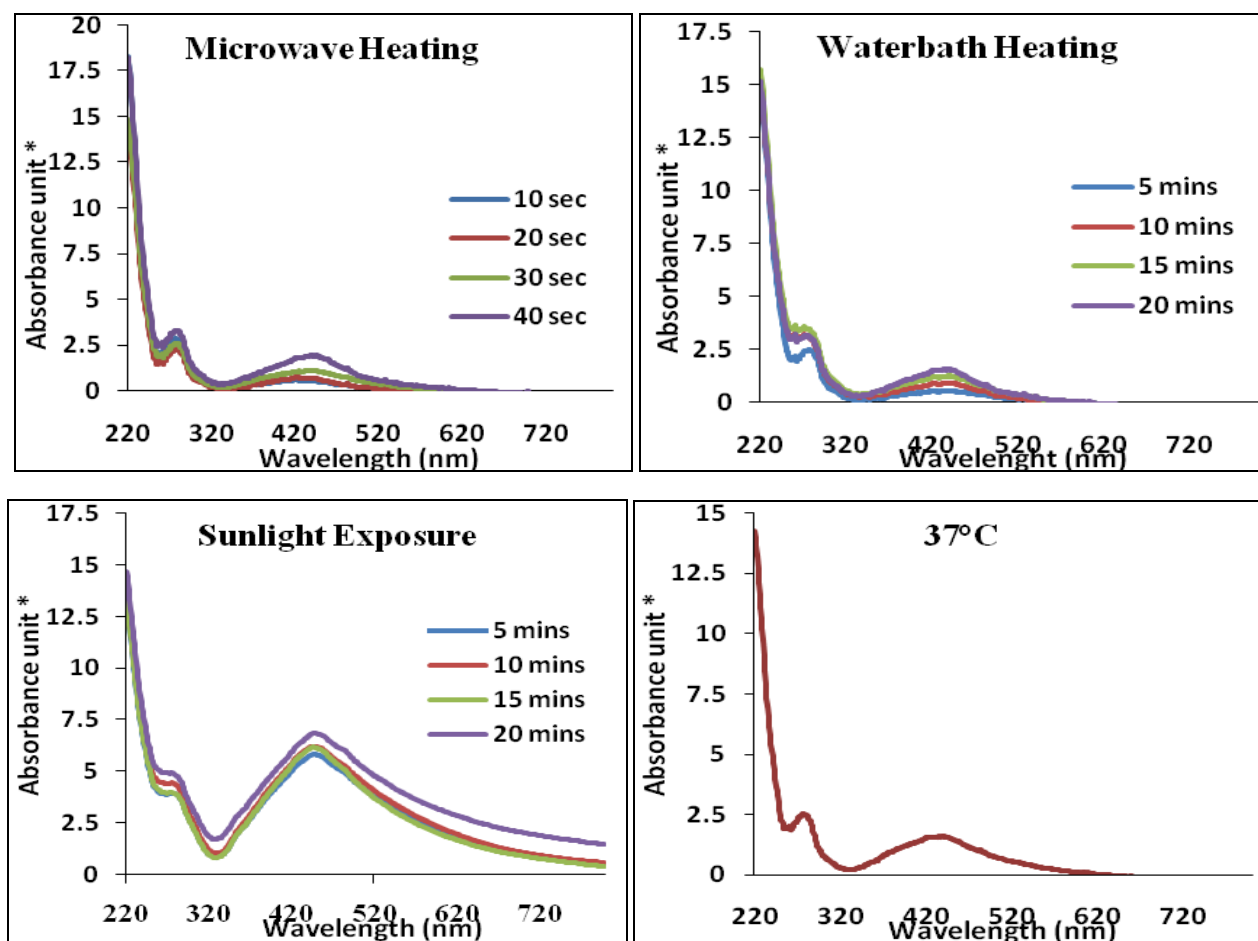 Microwave Heating
Absorbance unit *
20
17.5
15
12.5
10
7.5
5
2.5
0
10 sec
20 sec
30 sec
40 sec
220 320 420 520 620 720
Wavelength (nm)
Waterbath Heating
Absorbance unit *
17.5
15
12.5
10
7.5
5
2.5
0
5 mins
10 mins
15 mins
20 mins
220 320 420 520 620 720
Wavelenght (nm)
Sunlight Exposure
Absorbance unit *
17.5
15
12.5
10
7.5
5
2.5
0
5 mins
10 mins
15 mins
20 mins
220 320 420 520 620 720
Wavelength (nm)
37°C
Absorbance unit *
15
12.5
10
7.5
5
2.5
0
220 320 420 520 620 720
Wavelength (nm)